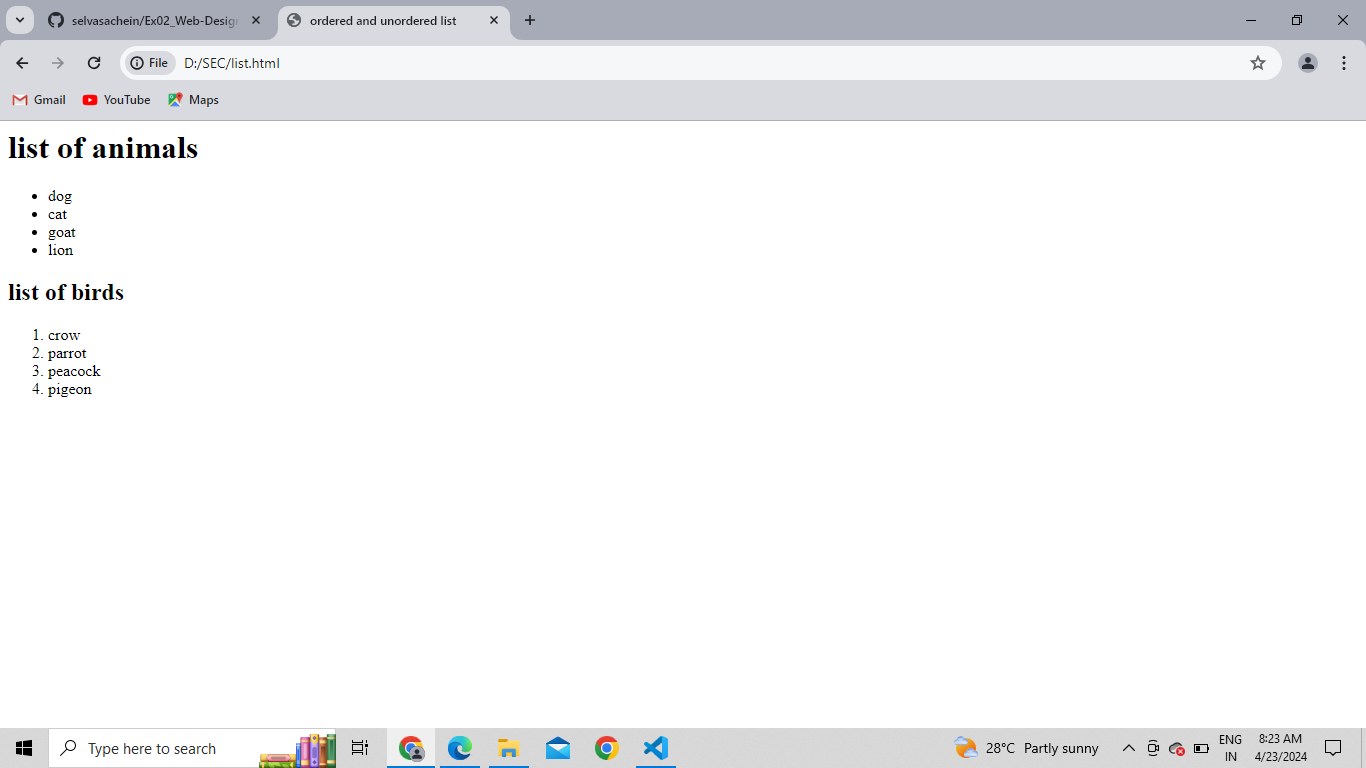 selvasachein/Ex02_Web-Design
ordered and unordered list
File
D:/SEC/list.html
Gmail
YouTube
Maps
list of animals
• dog
• cat
• goat
• lion
list of birds
1. crow
2. parrot
3. peacock
4. pigeon
Type here to search
28°C Partly sunny
ENG
IN
8:23 AM
4/23/2024